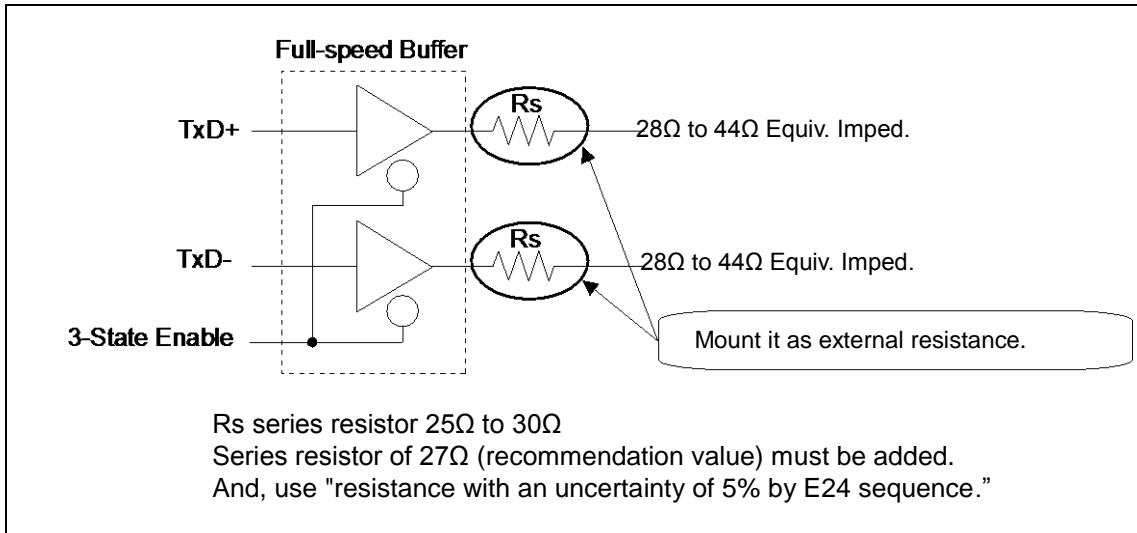 Full-speed Buffer
Rs
TxD+
28Ω to 44Ω Equiv. Imped.
Rs
TxD-
28Ω to 44Ω Equiv. Imped.
3-State Enable
Mount it as external resistance.
Rs series resistor 25Ω to 30Ω
Series resistor of 27Ω (recommendation value) must be added.
And, use "resistance with an uncertainty of 5% by E24 sequence.”